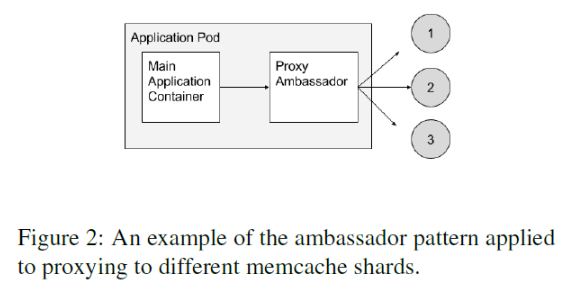 Application Pod
Main
Application
Container
Proxy
Ambassador
1
2
3
Figure 2: An example of the ambassador pattern applied
to proxying to different memcache shards.